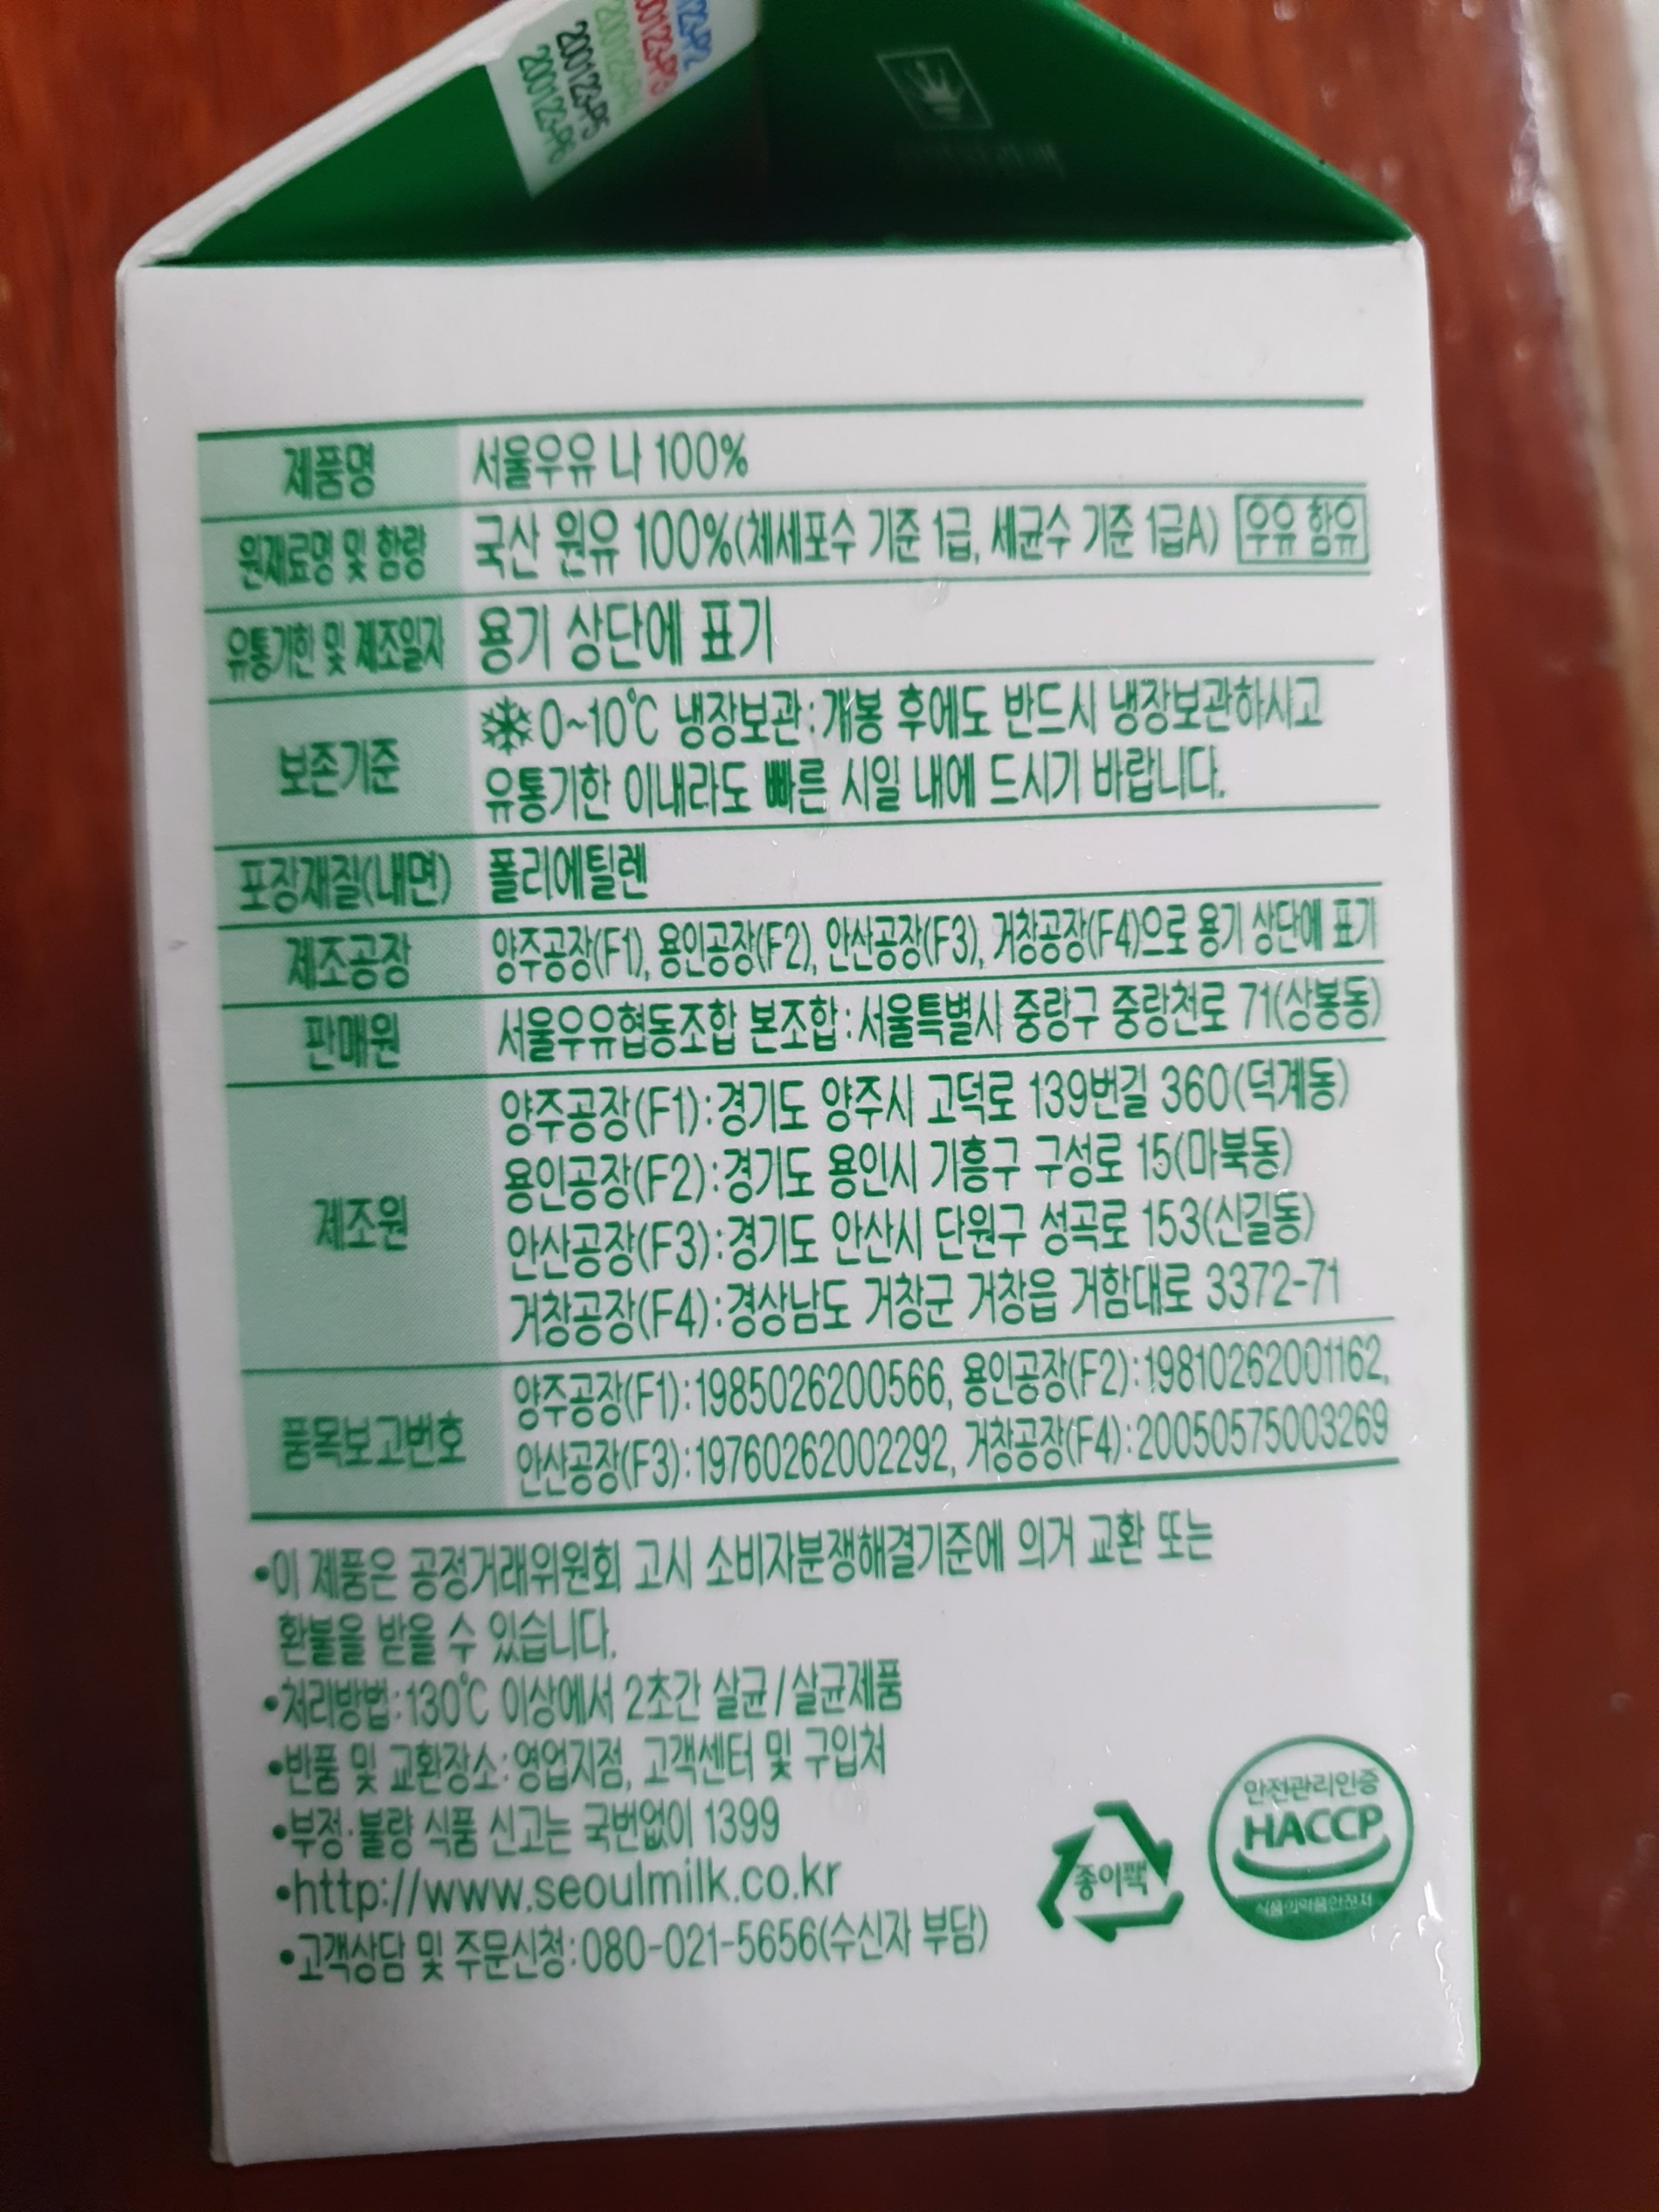 200123-P5
200123-P6
제품명 서울우유 나 100%
원재료명 및 함량 국산 원유 100%(체세포수 기준 1급, 세균수 기준 1급A) 우유 함유
유통기한 및 제조일자 용기 상단에 표기
보존기준 0~10℃ 냉장보관:개봉 후에도 반드시 냉장보관하시고
유통기한 이내라도 빠른 시일 내에 드시기 바랍니다.
포장재질(내면) 폴리에틸렌
제조공장 양주공장(F1), 용인공장(F2), 안산공장(F3), 거창공장(F4)으로 용기 상단에 표기
판매원 서울우유협동조합 본조합:서울특별시 중랑구 중랑천로 71(상봉동)
제조원 양주공장(F1):경기도 양주시 고덕로 139번길 360(덕계동)
용인공장(F2):경기도 용인시 기흥구 구성로 15(마북동)
안산공장(F3):경기도 안산시 단원구 성곡로 153(신길동)
거창공장(F4):경상남도 거창군 거창읍 거함대로 3372-71
품목보고번호 양주공장(F1):1985026200566, 용인공장(F2):19810262001162,
안산공장(F3):19760262002292, 거창공장(F4):20050575003269
•이 제품은 공정거래위원회 고시 소비자분쟁해결기준에 의거 교환 또는
환불을 받을 수 있습니다.
•처리방법:130℃ 이상에서 2초간 살균/살균제품
•반품 및 교환장소:영업지점, 고객센터 및 구입처
•부정·불량 식품 신고는 국번없이 1399
•http://www.seoulmilk.co.kr
•고객상담 및 주문신청:080-021-5656(수신자 부담)
종이팩
안전관리인증
HACCP
식품의약품안전처